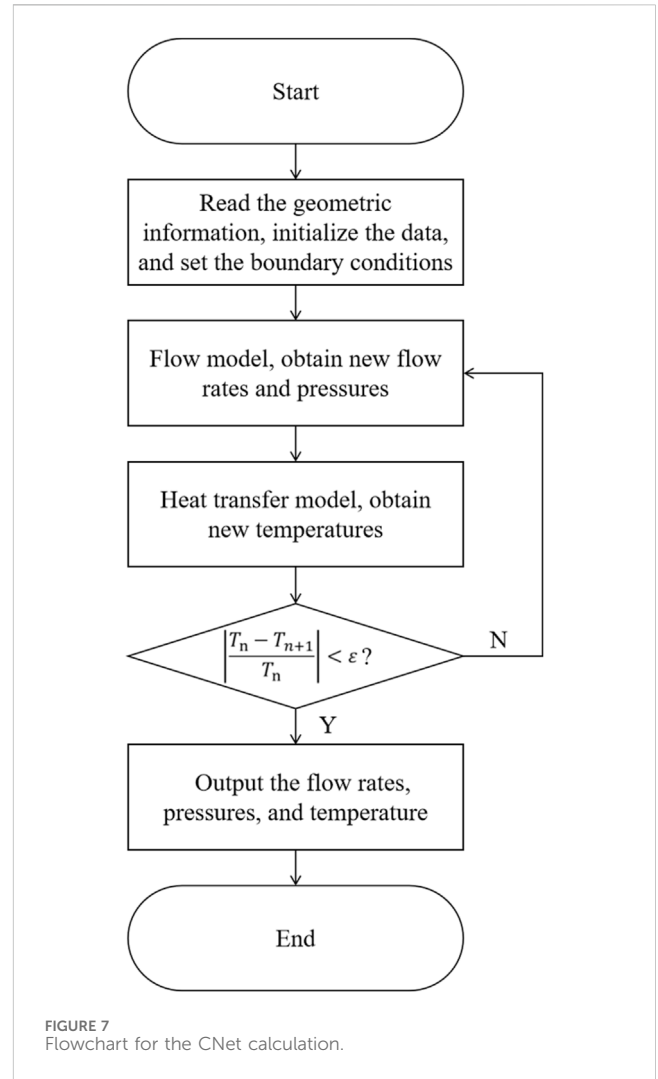 Start
Read the geometric
information, initialize the data,
and set the boundary conditions
Flow model, obtain new flow
rates and pressures
Heat transfer model, obtain
new temperatures
|(Tn − Tn+1)/Tn| < ε?
N
Y
Output the flow rates,
pressures, and temperature
End
FIGURE 7
Flowchart for the CNet calculation.